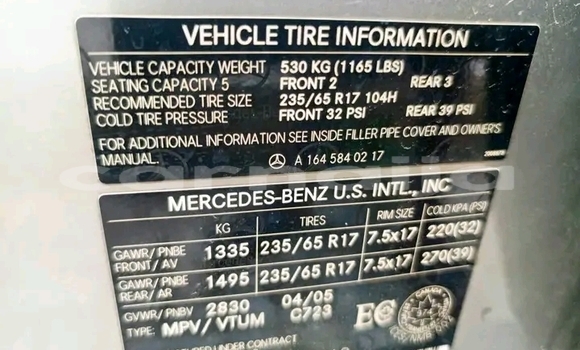 VEHICLE TIRE INFORMATION
VEHICLE CAPACITY WEIGHT 530 KG (1165 LBS)
SEATING CAPACITY 5 FRONT 2 REAR 3
RECOMMENDED TIRE SIZE 235/65 R17 104H
COLD TIRE PRESSURE FRONT 32 PSI REAR 39 PSI
FOR ADDITIONAL INFORMATION SEE INSIDE FILLER PIPE COVER AND OWNER'S
MANUAL.
A 164 584 02 17
MERCEDES-BENZ U.S. INTL., INC
KG TIRES RIM SIZE COLD KPA (PSI)
GAWR/PNBE
FRONT/AV 1335 235/65 R17 7.5x17 220(32)
GAWR/PNBE
REAR/AR 1495 235/65 R17 7.5x17 270(39)
GVWR/PNBV 2830 04/05
TYPE: MPV/VTUM C723
EC
CANADA
UNDER CONTRACT